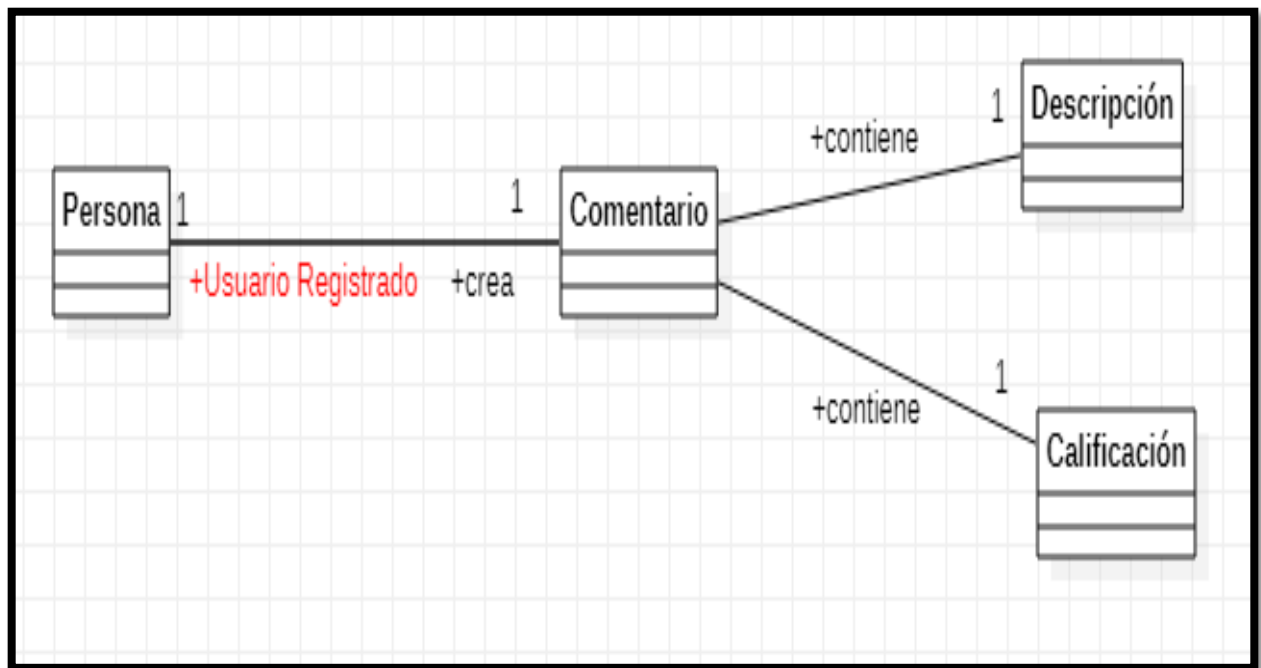 Descripción
1
+contiene
Persona
1
1
Comentario
+Usuario Registrado
+crea
1
+contiene
Calificación